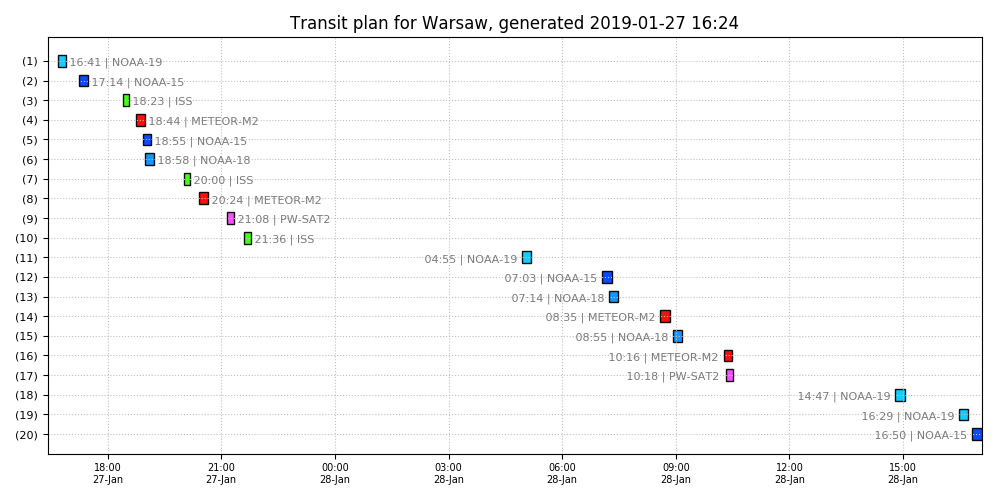 Transit plan for Warsaw, generated 2019-01-27 16:24
(1) 16:41 | NOAA-19
(2) 17:14 | NOAA-15
(3) 18:23 | ISS
(4) 18:44 | METEOR-M2
(5) 18:55 | NOAA-15
(6) 18:58 | NOAA-18
(7) 20:00 | ISS
(8) 20:24 | METEOR-M2
(9) 21:08 | PW-SAT2
(10) 21:36 | ISS
(11) 04:55 | NOAA-19
(12) 07:03 | NOAA-15
(13) 07:14 | NOAA-18
(14) 08:35 | METEOR-M2
(15) 08:55 | NOAA-18
(16) 10:16 | METEOR-M2
(17) 10:18 | PW-SAT2
(18) 14:47 | NOAA-19
(19) 16:29 | NOAA-19
(20) 16:50 | NOAA-15
18:00 21:00 00:00 03:00 06:00 09:00 12:00 15:00
27-Jan 27-Jan 28-Jan 28-Jan 28-Jan 28-Jan 28-Jan 28-Jan